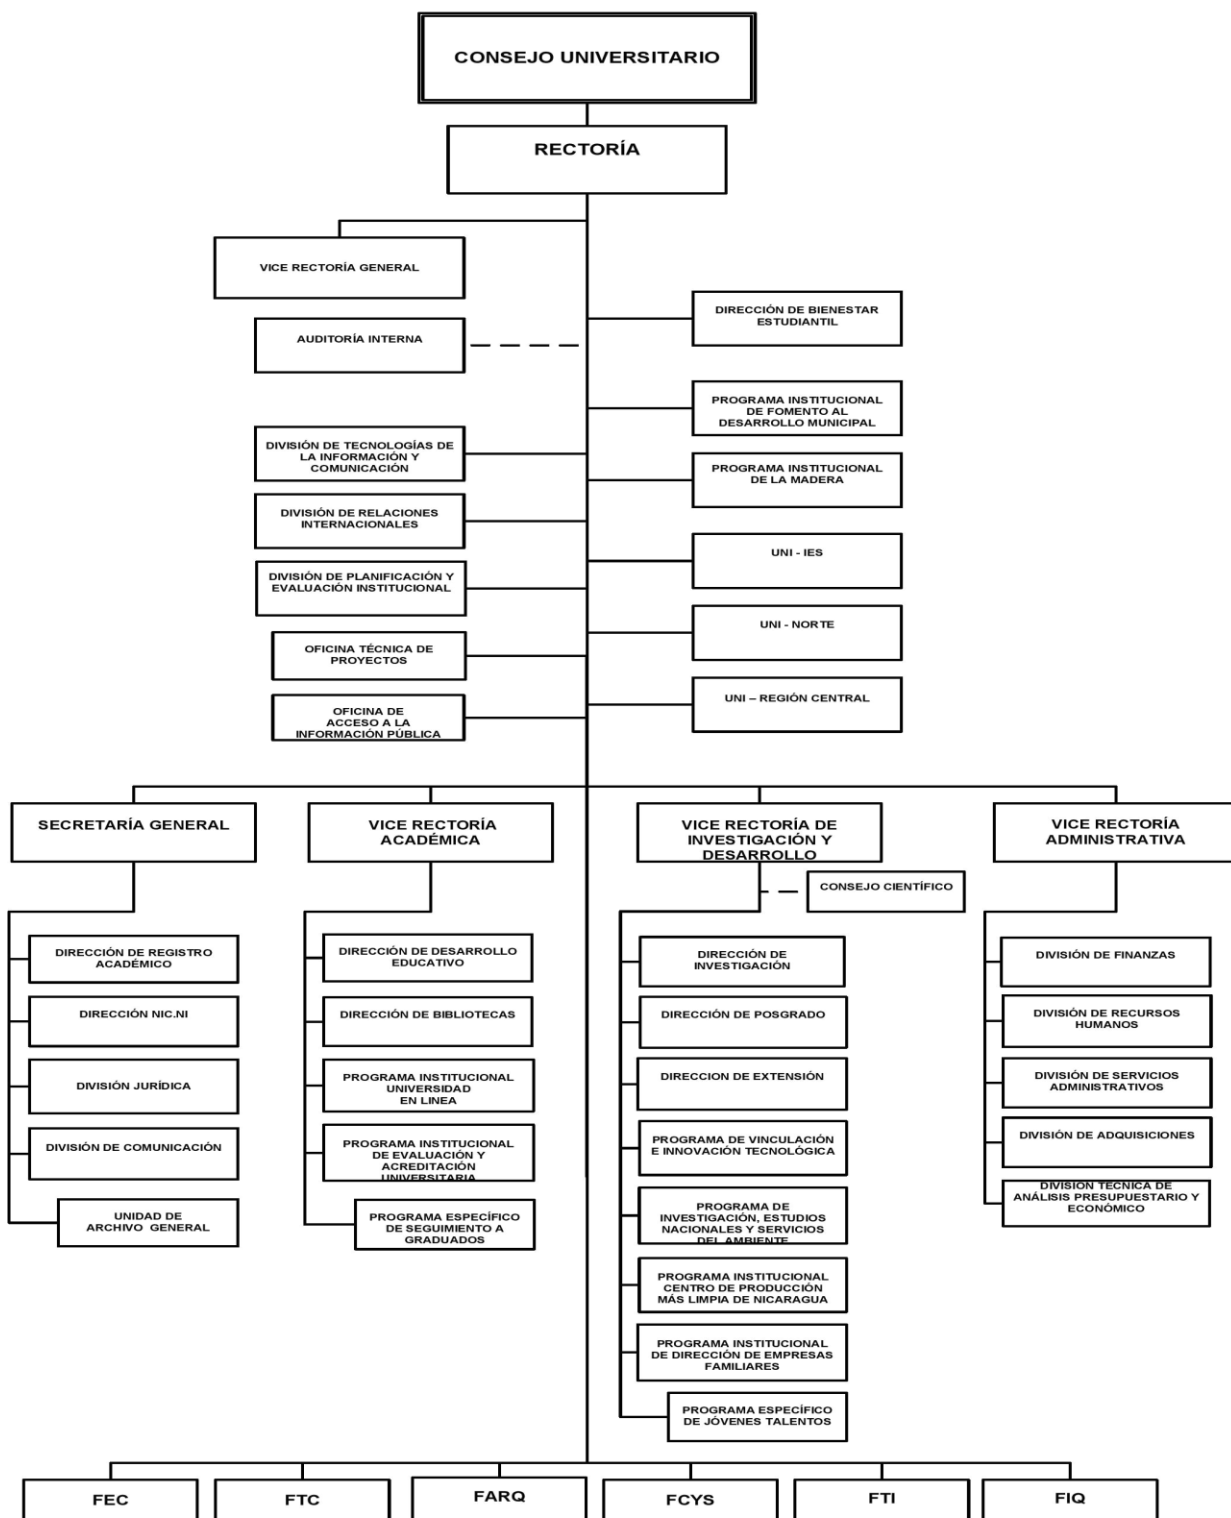 CONSEJO UNIVERSITARIO
RECTORÍA
VICE RECTORÍA GENERAL
AUDITORÍA INTERNA
DIVISIÓN DE TECNOLOGÍAS DE
LA INFORMACIÓN Y
COMUNICACIÓN
DIVISIÓN DE RELACIONES
INTERNACIONALES
DIVISIÓN DE PLANIFICACIÓN Y
EVALUACIÓN INSTITUCIONAL
OFICINA TÉCNICA DE
PROYECTOS
OFICINA DE
ACCESO A LA
INFORMACIÓN PÚBLICA
DIRECCIÓN DE BIENESTAR
ESTUDIANTIL
PROGRAMA INSTITUCIONAL
DE FOMENTO AL
DESARROLLO MUNICIPAL
PROGRAMA INSTITUCIONAL
DE LA MADERA
UNI - IES
UNI - NORTE
UNI – REGIÓN CENTRAL
SECRETARÍA GENERAL
DIRECCIÓN DE REGISTRO
ACADÉMICO
DIRECCIÓN NIC.NI
DIVISIÓN JURÍDICA
DIVISIÓN DE COMUNICACIÓN
UNIDAD DE
ARCHIVO GENERAL
VICE RECTORÍA
ACADÉMICA
DIRECCIÓN DE DESARROLLO
EDUCATIVO
DIRECCIÓN DE BIBLIOTECAS
PROGRAMA INSTITUCIONAL
UNIVERSIDAD
EN LINEA
PROGRAMA INSTITUCIONAL
DE EVALUACIÓN Y
ACREDITACIÓN
UNIVERSITARIA
PROGRAMA ESPECÍFICO
DE SEGUIMIENTO A
GRADUADOS
VICE RECTORÍA DE
INVESTIGACIÓN Y
DESARROLLO
CONSEJO CIENTÍFICO
DIRECCIÓN DE
INVESTIGACIÓN
DIRECCIÓN DE POSGRADO
DIRECCION DE EXTENSIÓN
PROGRAMA DE VINCULACIÓN
E INNOVACIÓN TECNOLÓGICA
PROGRAMA DE
INVESTIGACIÓN, ESTUDIOS
NACIONALES Y SERVICIOS
DEL AMBIENTE
PROGRAMA INSTITUCIONAL
CENTRO DE PRODUCCIÓN
MÁS LIMPIA DE NICARAGUA
PROGRAMA INSTITUCIONAL
DE DIRECCIÓN DE EMPRESAS
FAMILIARES
PROGRAMA ESPECÍFICO
DE JÓVENES TALENTOS
VICE RECTORÍA
ADMINISTRATIVA
DIVISIÓN DE FINANZAS
DIVISIÓN DE RECURSOS
HUMANOS
DIVISIÓN DE SERVICIOS
ADMINISTRATIVOS
DIVISIÓN DE ADQUISICIONES
DIVISIÓN TÉCNICA DE
ANÁLISIS PRESUPUESTARIO Y
ECONÓMICO
FEC
FTC
FARQ
FCYS
FTI
FIQ